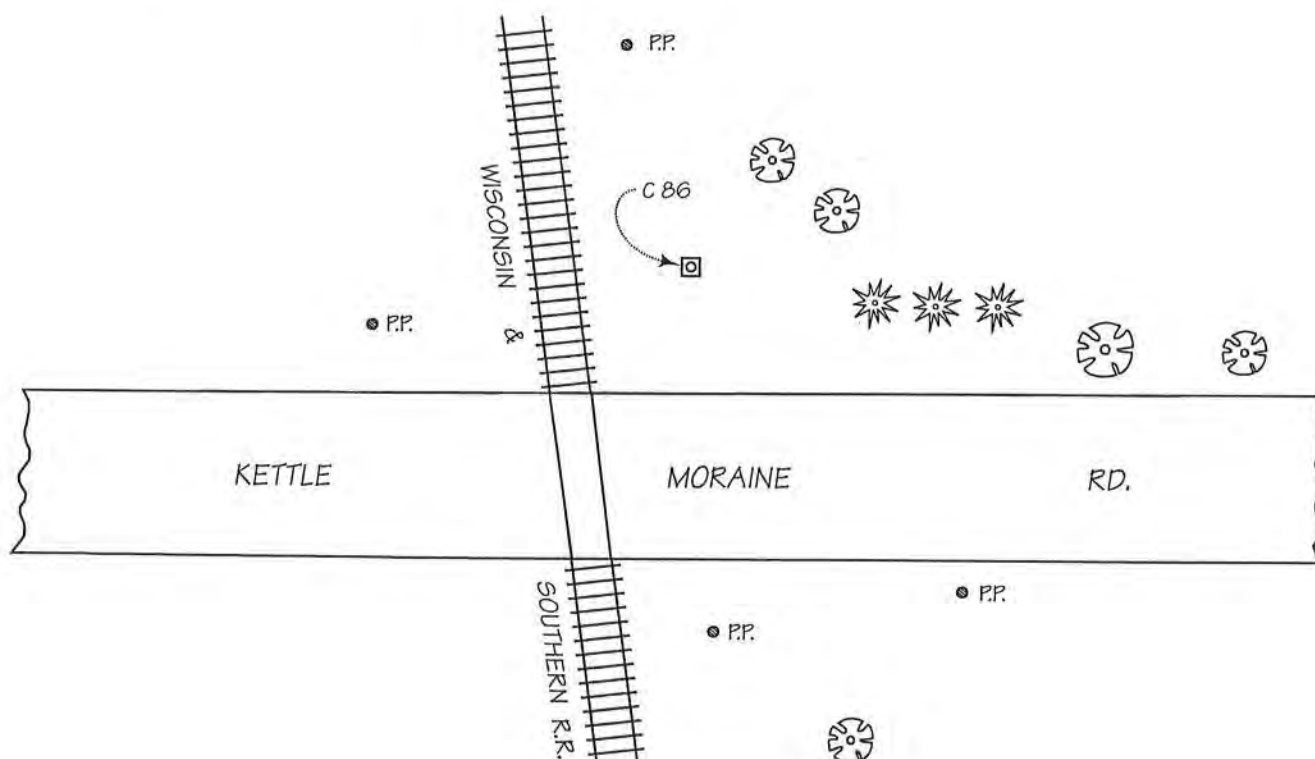 P.P.
C 86
WISCONSIN &
P.P.
KETTLE MORAINE RD.
P.P.
P.P.
SOUTHERN R.R.